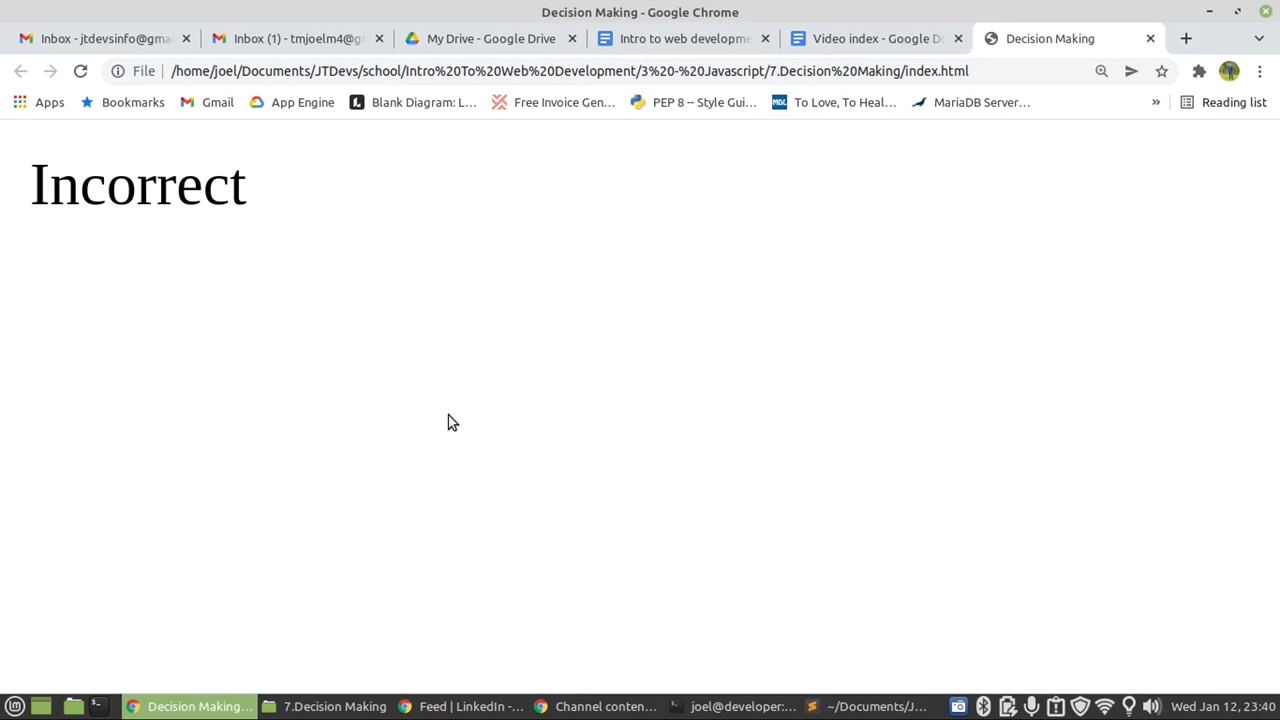 Decision Making - Google Chrome
Inbox - jtdevsinfo@gma
Inbox (1) - tmjoelm4@g
My Drive - Google Drive
Intro to web developme
Video index - Google Do
Decision Making
File /home/joel/Documents/JTDevs/school/Intro%20To%20Web%20Development/3%20-%20Javascript/7.Decision%20Making/index.html
Apps Bookmarks Gmail App Engine Blank Diagram: L... Free Invoice Gen... PEP 8 -- Style Gui... MDL To Love, To Heal... MariaDB Server... » Reading list
Incorrect
Decision Making... 7.Decision Making Feed | LinkedIn -... Channel conten... joel@developer:... ~/Documents/J... Wed Jan 12, 23:40